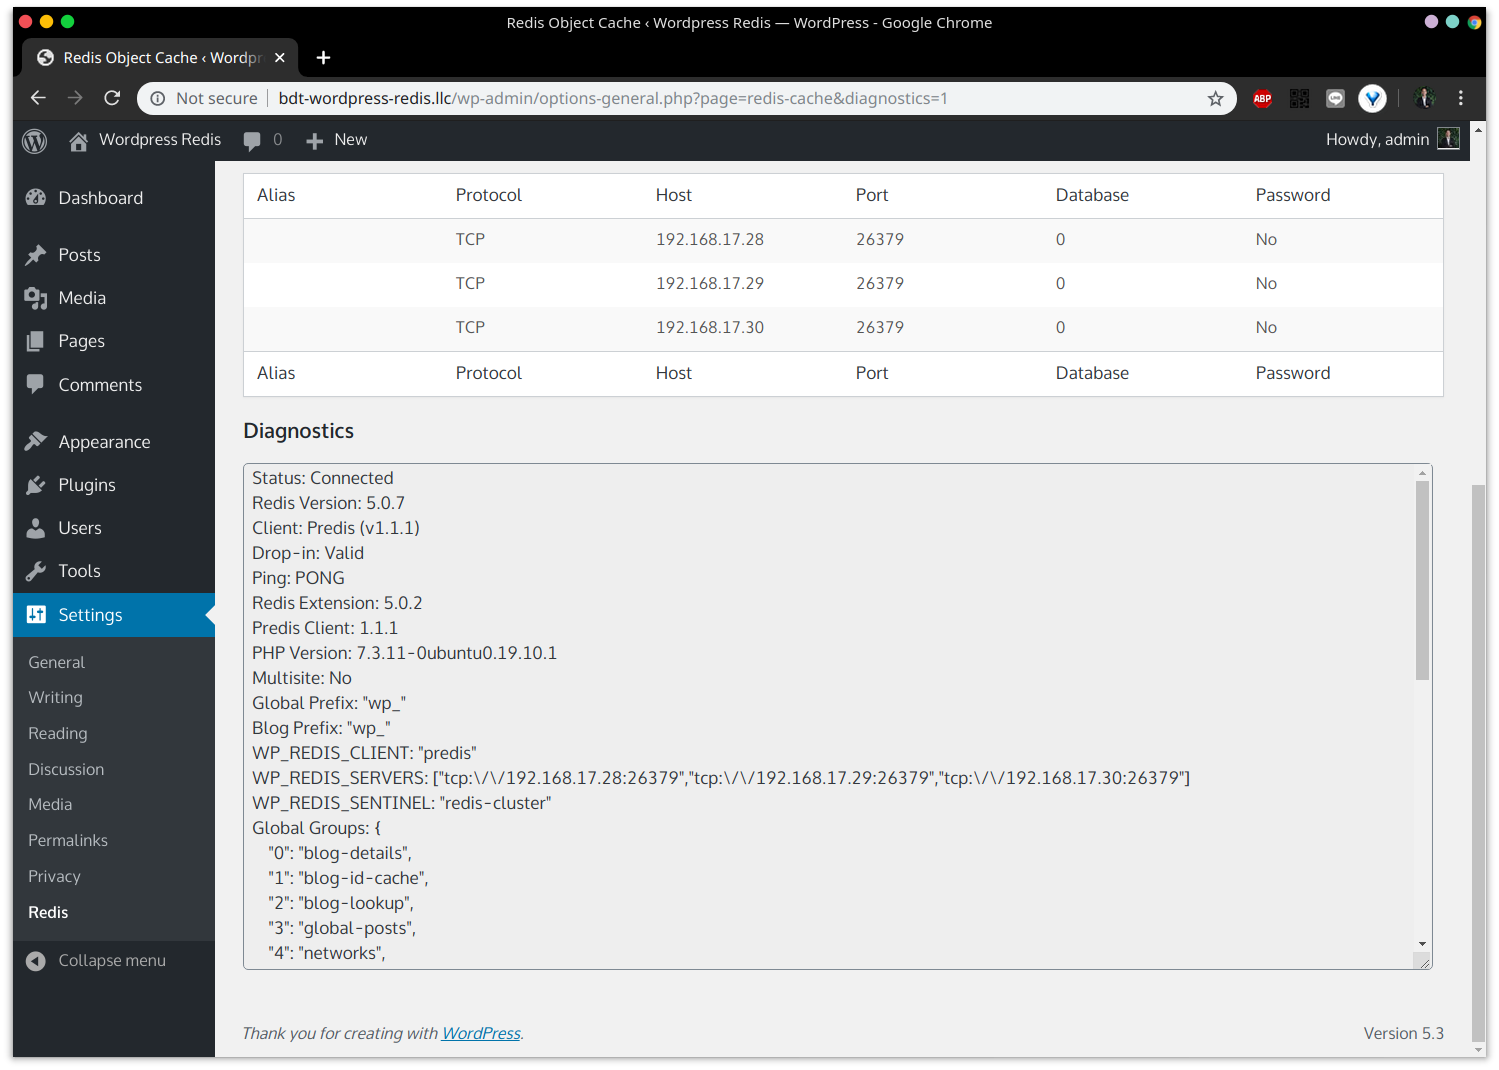 Redis Object Cache ‹ Wordpress Redis — WordPress - Google Chrome
Redis Object Cache ‹ Wordpr
Not secure bdt-wordpress-redis.llc/wp-admin/options-general.php?page=redis-cache&diagnostics=1
ABP
LINE
Wordpress Redis 0 New Howdy, admin
Dashboard
Posts
Media
Pages
Comments
Appearance
Plugins
Users
Tools
Settings
General
Writing
Reading
Discussion
Media
Permalinks
Privacy
Redis
Collapse menu
Alias Protocol Host Port Database Password
TCP 192.168.17.28 26379 0 No
TCP 192.168.17.29 26379 0 No
TCP 192.168.17.30 26379 0 No
Alias Protocol Host Port Database Password
Diagnostics
Status: Connected
Redis Version: 5.0.7
Client: Predis (v1.1.1)
Drop-in: Valid
Ping: PONG
Redis Extension: 5.0.2
Predis Client: 1.1.1
PHP Version: 7.3.11-0ubuntu0.19.10.1
Multisite: No
Global Prefix: "wp_"
Blog Prefix: "wp_"
WP_REDIS_CLIENT: "predis"
WP_REDIS_SERVERS: ["tcp:\/\/192.168.17.28:26379","tcp:\/\/192.168.17.29:26379","tcp:\/\/192.168.17.30:26379"]
WP_REDIS_SENTINEL: "redis-cluster"
Global Groups: {
"0": "blog-details",
"1": "blog-id-cache",
"2": "blog-lookup",
"3": "global-posts",
"4": "networks",
Thank you for creating with WordPress.
Version 5.3